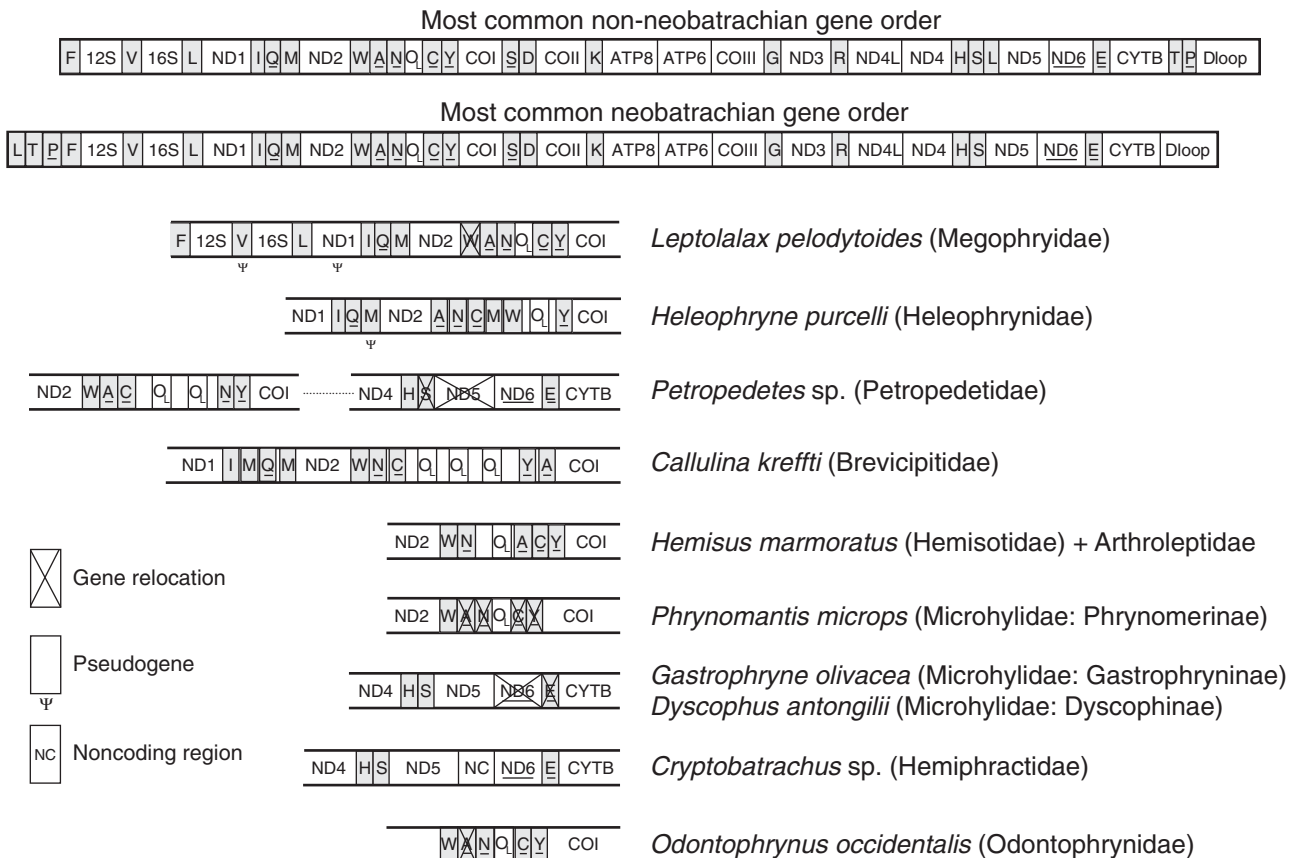 Most common non-neobatrachian gene order
F 12S V 16S L ND1 I Q M ND2 W A N OL C Y COI S D COII K ATP8 ATP6 COIII G ND3 R ND4L ND4 H S L ND5 ND6 E CYTB T P Dloop
Most common neobatrachian gene order
L T P F 12S V 16S L ND1 I Q M ND2 W A N OL C Y COI S D COII K ATP8 ATP6 COIII G ND3 R ND4L ND4 H S ND5 ND6 E CYTB Dloop
F 12S V 16S L ND1 I Q M ND2 W A N OL C Y COI Leptolalax pelodytoides (Megophryidae)
Ψ Ψ
ND1 I Q M ND2 A N C M W OL Y COI Heleophryne purcelli (Heleophrynidae)
Ψ
ND2 W A C OL OL N Y COI ND4 H S ND5 ND6 E CYTB Petropedetes sp. (Petropedetidae)
ND1 I M Q M ND2 W N C OL OL OL Y A COI Callulina kreffti (Brevicipitidae)
ND2 W N OL A C Y COI Hemisus marmoratus (Hemisotidae) + Arthroleptidae
Gene relocation
ND2 W A N OL C Y COI Phrynomantis microps (Microhylidae: Phrynomerinae)
Pseudogene
Ψ
ND4 H S ND5 ND6 E CYTB Gastrophryne olivacea (Microhylidae: Gastrophryninae)
Dyscophus antongilii (Microhylidae: Dyscophinae)
NC Noncoding region
ND4 H S ND5 NC ND6 E CYTB Cryptobatrachus sp. (Hemiphractidae)
W A N OL C Y COI Odontophrynus occidentalis (Odontophrynidae)